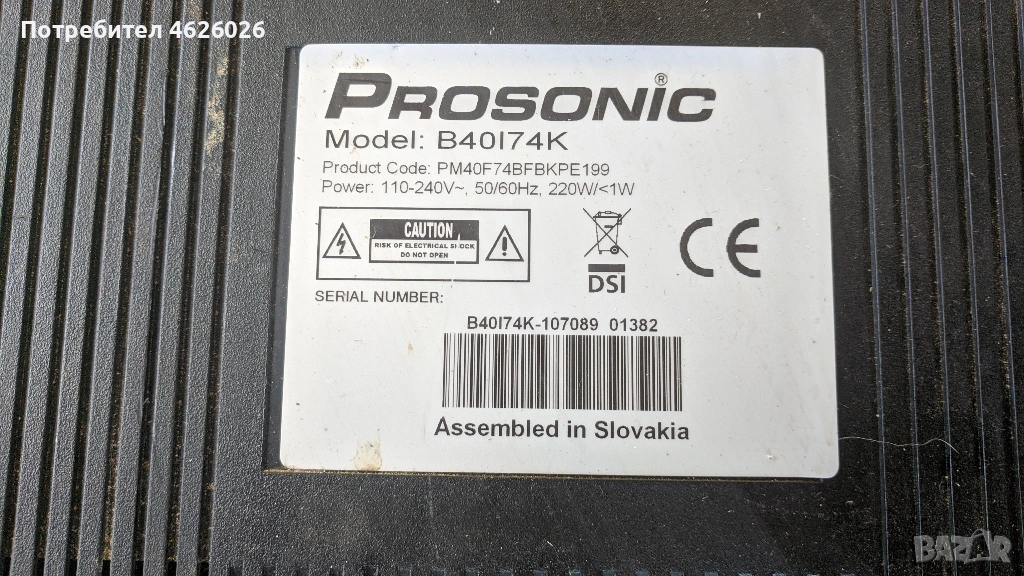 Потребител 4626026
PROSONIC®
Model: B40I74K
Product Code: PM40F74BFBKPE199
Power: 110-240V~, 50/60Hz, 220W/<1W
CAUTION
RISK OF ELECTRICAL SHOCK
DO NOT OPEN
CE
DSI
SERIAL NUMBER:
B40I74K-107089 01382
Assembled in Slovakia
BAZAR